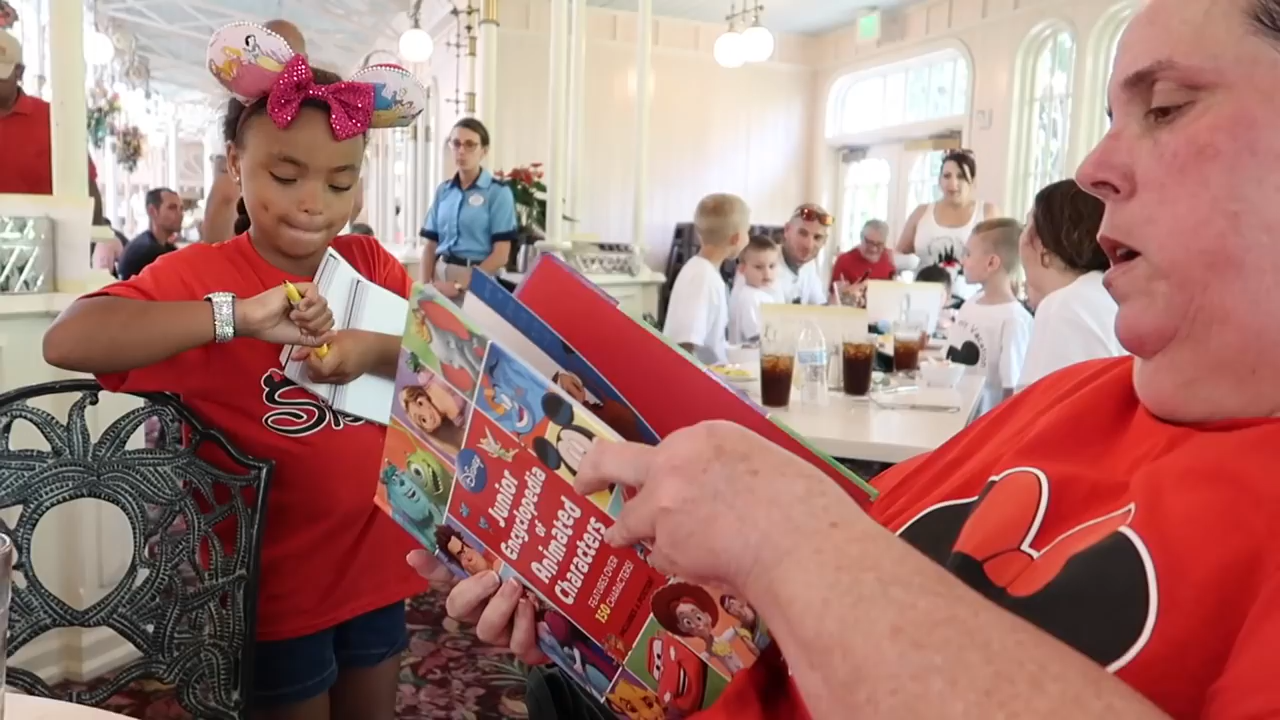 Disney
Junior
Encyclopedia
of
Animated
Characters
FEATURES OVER
150 CHARACTERS!